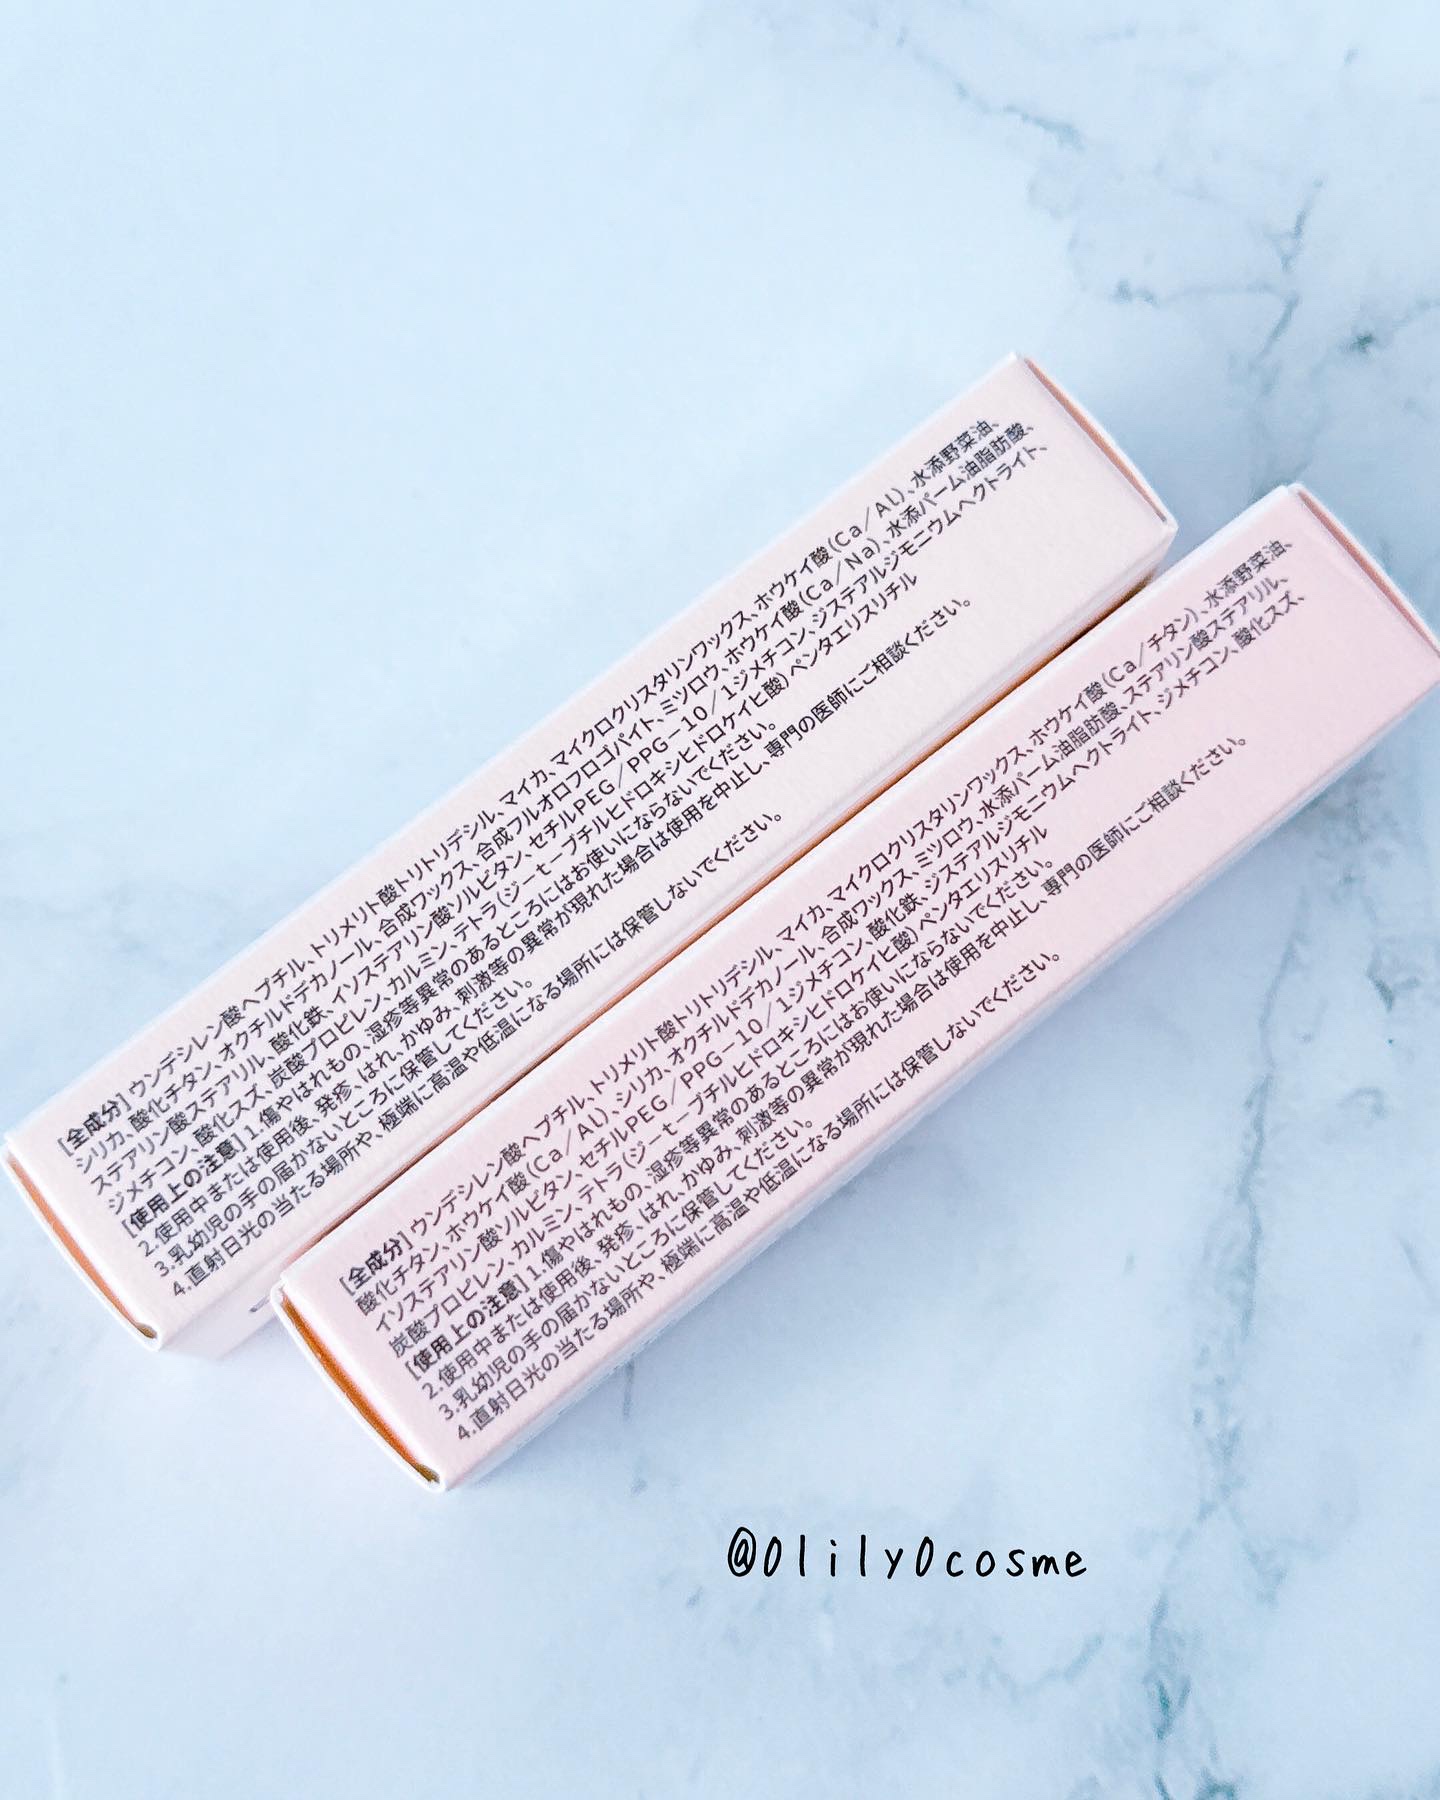 [全成分]ウンデシレン酸ヘプチル、トリメリト酸トリトリデシル、マイカ、マイクロクリスタリンワックス、ホウケイ酸(Ca/Al)、水添野菜油、
シリカ、酸化チタン、オクチルドデカノール、合成ワックス、合成フルオロフロゴパイト、ミツロウ、ホウケイ酸(Ca/Na)、水添パーム油脂肪酸、
ステアリン酸ステアリル、酸化鉄、イソステアリン酸ソルビタン、セチルPEG/PPG-10/1ジメチコン、ジステアルジモニウムヘクトライト、
ジメチコン、酸化スズ、炭酸プロピレン、カルミン、テトラ(ジ-t-ブチルヒドロキシヒドロケイヒ酸)ペンタエリスリチル
[使用上の注意]1.傷やはれもの、湿疹等異常のあるところにはお使いにならないでください。
2.使用中または使用後、発疹、はれ、かゆみ、刺激等の異常が現れた場合は使用を中止し、専門の医師にご相談ください。
3.乳幼児の手の届かないところに保管してください。
4.直射日光の当たる場所や、極端に高温や低温になる場所には保管しないでください。
[全成分]ウンデシレン酸ヘプチル、トリメリト酸トリトリデシル、マイカ、マイクロクリスタリンワックス、ホウケイ酸(Ca/チタン)、水添野菜油、
酸化チタン、ホウケイ酸(Ca/Al)、シリカ、オクチルドデカノール、合成ワックス、ミツロウ、水添パーム油脂肪酸、ステアリン酸ステアリル、
イソステアリン酸ソルビタン、セチルPEG/PPG-10/1ジメチコン、酸化鉄、ジステアルジモニウムヘクトライト、ジメチコン、酸化スズ、
炭酸プロピレン、カルミン、テトラ(ジ-t-ブチルヒドロキシヒドロケイヒ酸)ペンタエリスリチル
[使用上の注意]1.傷やはれもの、湿疹等異常のあるところにはお使いにならないでください。
2.使用中または使用後、発疹、はれ、かゆみ、刺激等の異常が現れた場合は使用を中止し、専門の医師にご相談ください。
3.乳幼児の手の届かないところに保管してください。
4.直射日光の当たる場所や、極端に高温や低温になる場所には保管しないでください。
@0lily0cosme